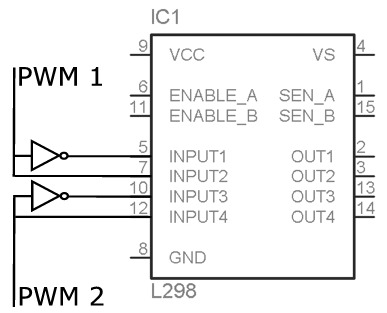 IC1
PWM 1
9 VCC VS 4
6 ENABLE_A SEN_A 1
11 ENABLE_B SEN_B 15
5 INPUT1 OUT1 2
7 INPUT2 OUT2 3
10 INPUT3 OUT3 13
12 INPUT4 OUT4 14
8 GND
PWM 2
L298